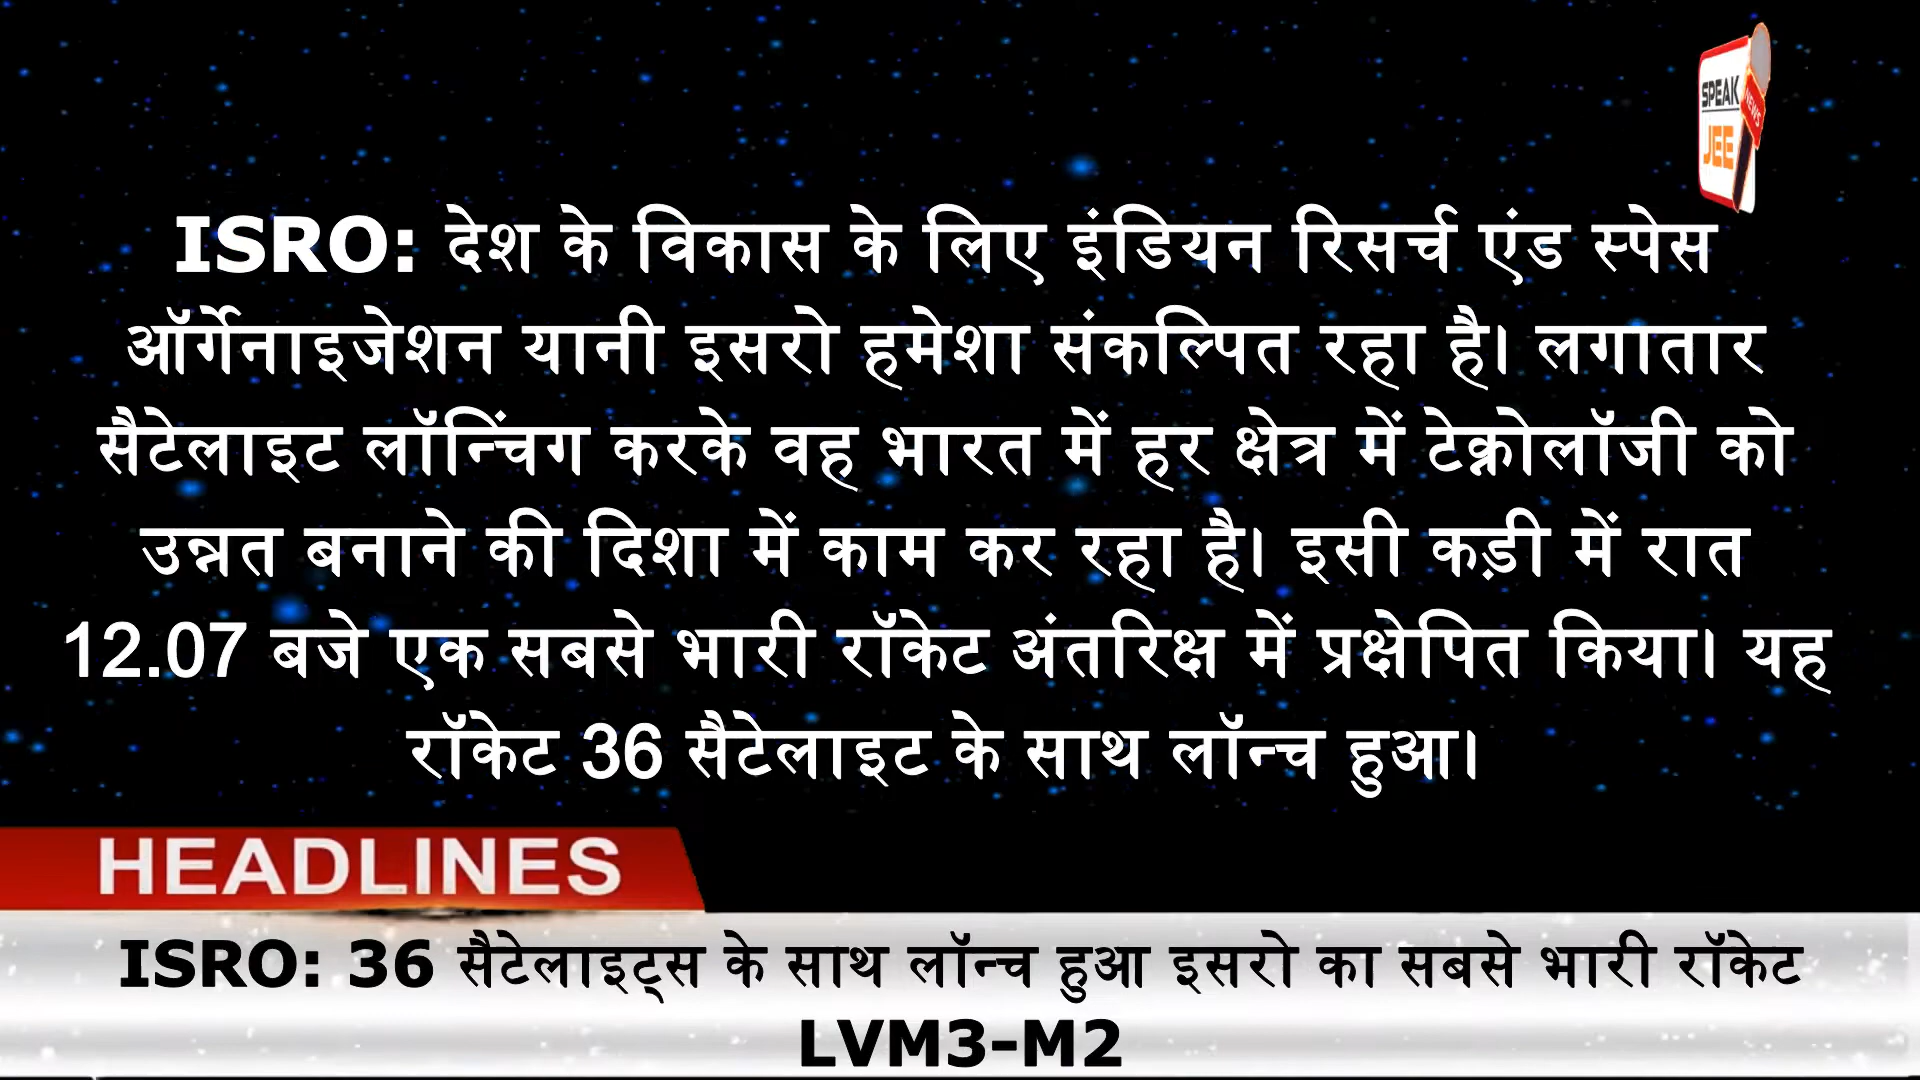 SPEAK
NEWS
JEE
ISRO: देश के विकास के लिए इंडियन रिसर्च एंड स्पेस
ऑर्गेनाइजेशन यानी इसरो हमेशा संकल्पित रहा है। लगातार
सैटेलाइट लॉन्चिंग करके वह भारत में हर क्षेत्र में टेक्नोलॉजी को
उन्नत बनाने की दिशा में काम कर रहा है। इसी कड़ी में रात
12.07 बजे एक सबसे भारी रॉकेट अंतरिक्ष में प्रक्षेपित किया। यह
रॉकेट 36 सैटेलाइट के साथ लॉन्च हुआ।
HEADLINES
ISRO: 36 सैटेलाइट्स के साथ लॉन्च हुआ इसरो का सबसे भारी रॉकेट
LVM3-M2